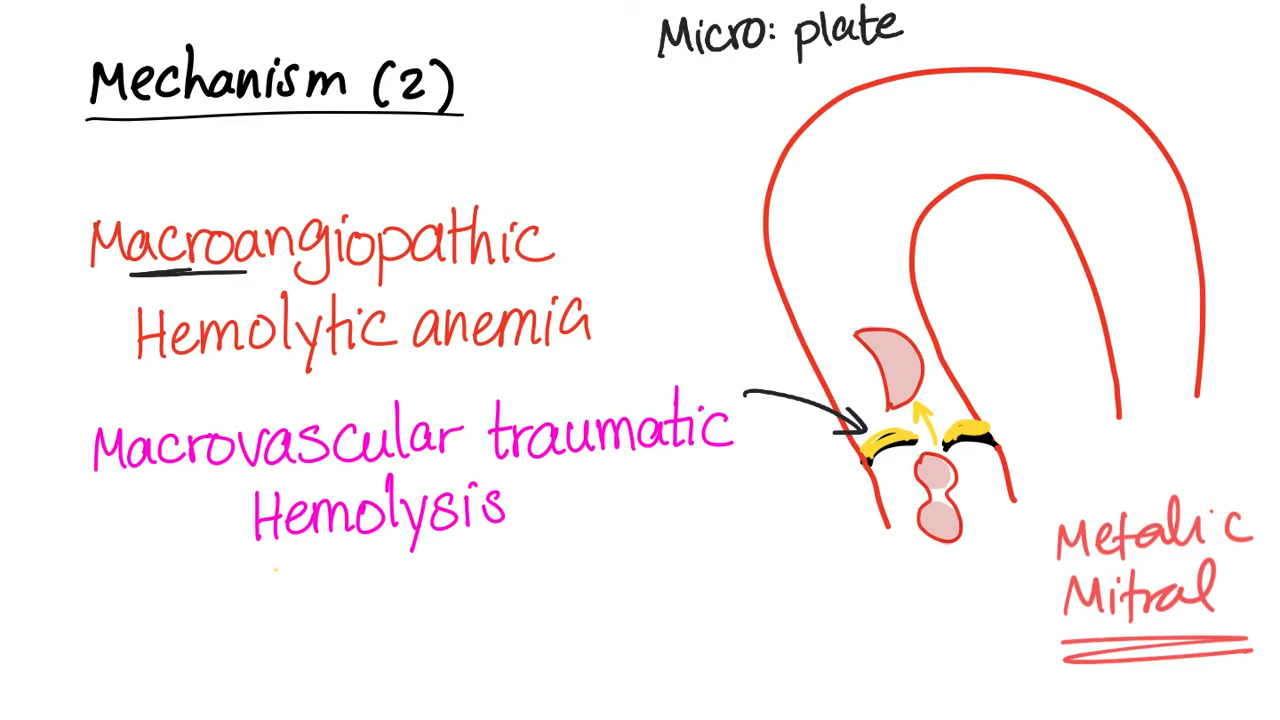 Micro: plate
Mechanism (2)
Macroangiopathic
Hemolytic anemia
Macrovascular traumatic
Hemolysis
Metalic
Mitral